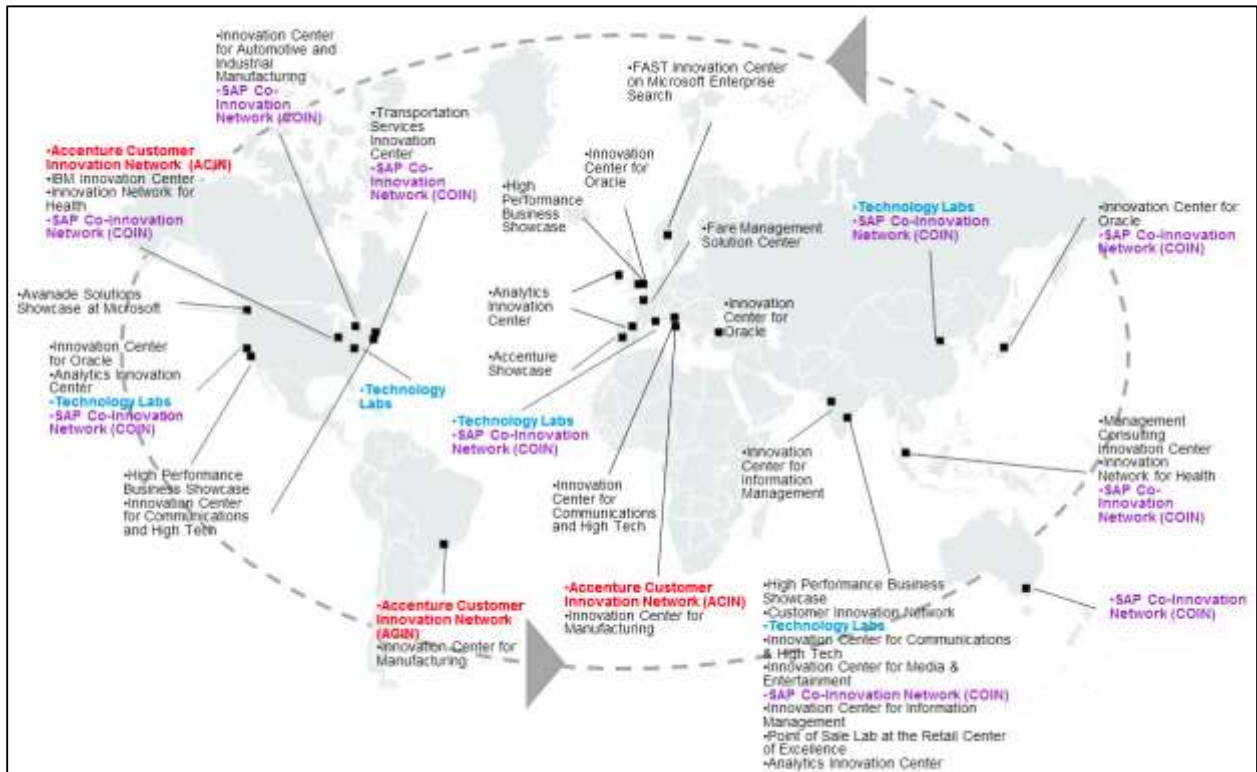 •Innovation Center
for Automotive and
Industrial
Manufacturing
•SAP Co-
Innovation
Network (COIN)
•FAST Innovation Center
on Microsoft Enterprise
Search
•Transportation
Services
Innovation
Center
•SAP Co-
Innovation
Network (COIN)
•Accenture Customer
Innovation Network (ACIN)
•IBM Innovation Center
•Innovation Network for
Health
•SAP Co-Innovation
Network (COIN)
•Innovation
Center for
Oracle
•High
Performance
Business
Showcase
•Fare Management
Solution Center
•Technology Labs
•SAP Co-Innovation
Network (COIN)
•Innovation Center for
Oracle
•SAP Co-Innovation
Network (COIN)
•Avanade Solutions
Showcase at Microsoft
•Analytics
Innovation
Center
•Innovation
Center for
Oracle
•Innovation Center
for Oracle
•Analytics Innovation
Center
•Technology Labs
•SAP Co-Innovation
Network (COIN)
•Accenture
Showcase
•Technology
Labs
•Technology Labs
•SAP Co-Innovation
Network (COIN)
•Management
Consulting
Innovation Center
•Innovation
Network for Health
•SAP Co-
Innovation
Network (COIN)
•Innovation
Center for
Information
Management
•High Performance
Business Showcase
•Innovation Center
for Communications
and High Tech
•Innovation
Center for
Communications
and High Tech
•Accenture Customer
Innovation Network
(ACIN)
•Innovation Center for
Manufacturing
•Accenture Customer
Innovation Network (ACIN)
•Innovation Center for
Manufacturing
•High Performance Business
Showcase
•Customer Innovation Network
•Technology Labs
•Innovation Center for Communications
& High Tech
•Innovation Center for Media &
Entertainment
•SAP Co-Innovation Network (COIN)
•Innovation Center for Information
Management
•Point of Sale Lab at the Retail Center
of Excellence
•Analytics Innovation Center
•SAP Co-Innovation
Network (COIN)